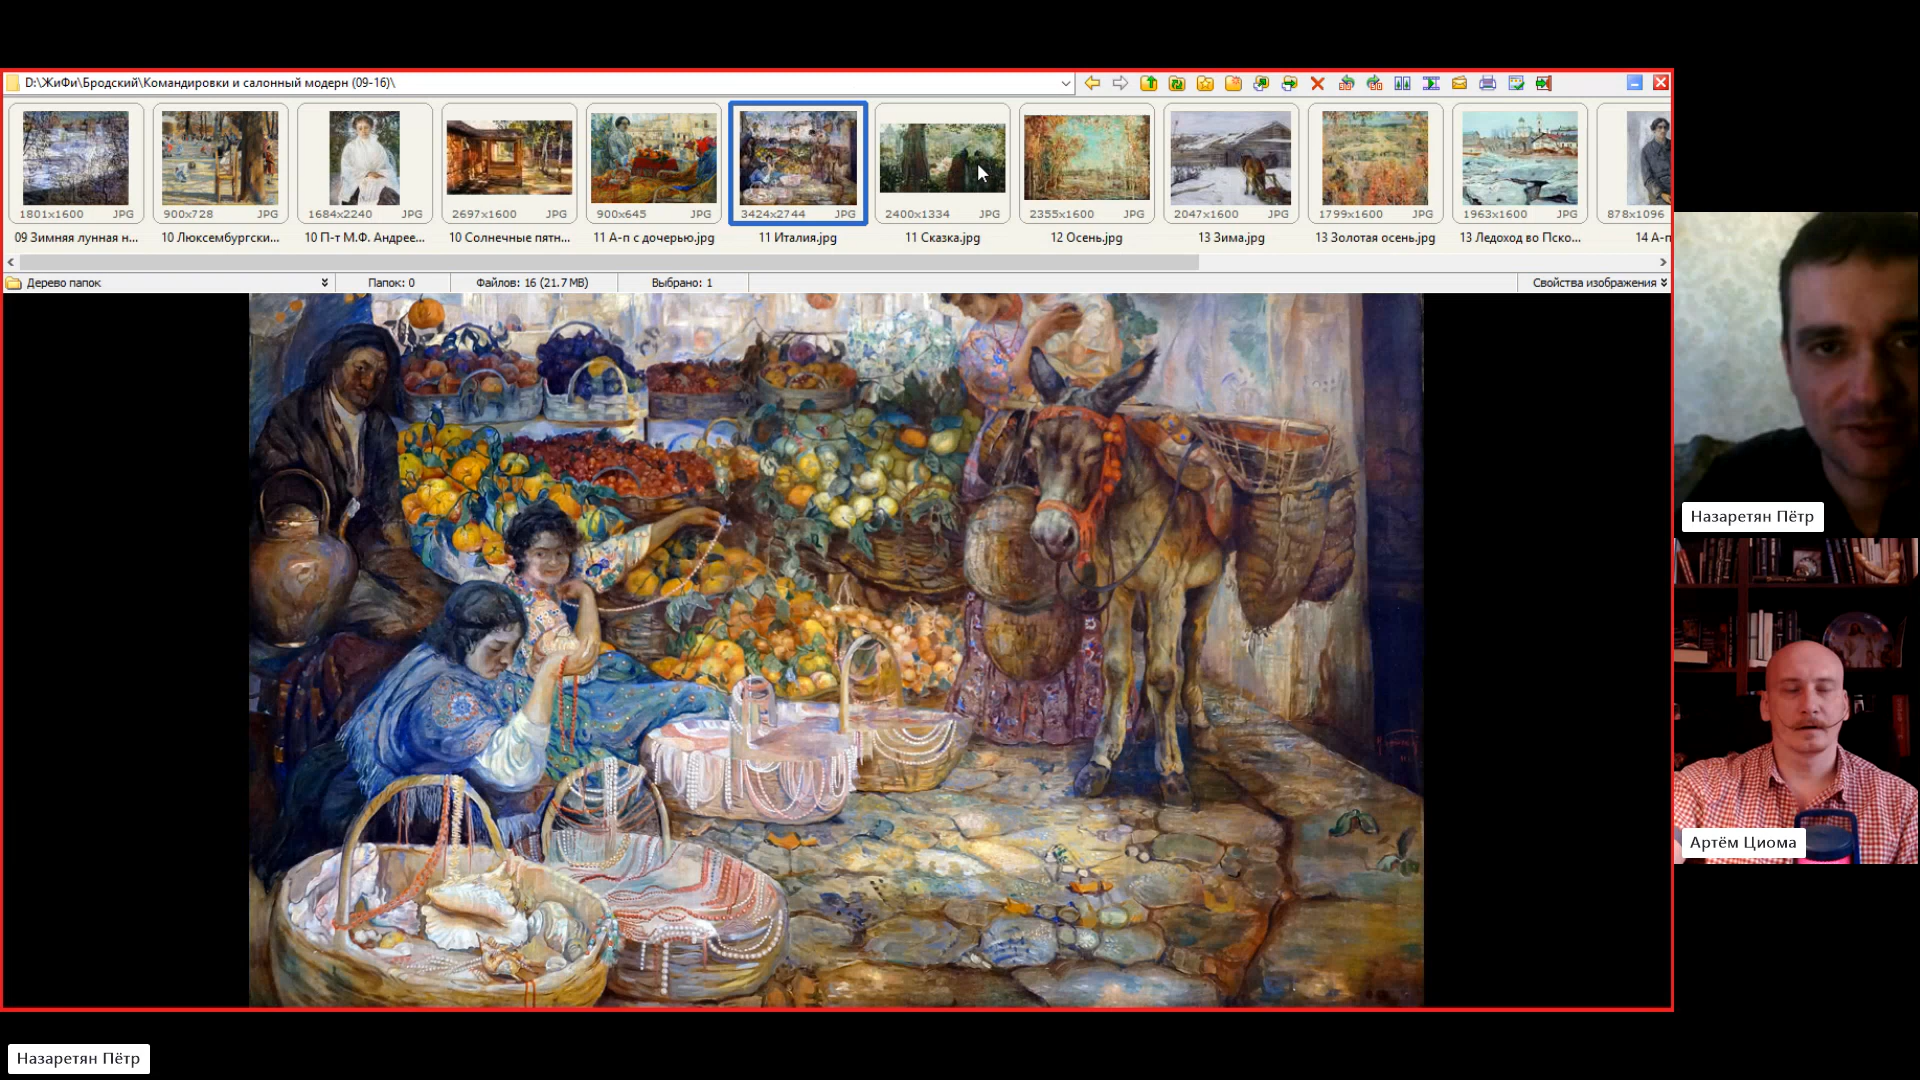 D:\ЖиФи\Бродский\Командировки и салонный модерн (09-16)\
1801x1600 JPG
900x728 JPG
1684x2240 JPG
2697x1600 JPG
900x645 JPG
3424x2744 JPG
2400x1334 JPG
2355x1600 JPG
2047x1600 JPG
1799x1600 JPG
1963x1600 JPG
878x1096
09 Зимняя лунная н...
10 Люксембургски...
10 П-т М.Ф. Андрее...
10 Солнечные пятн...
11 А-п с дочерью.jpg
11 Италия.jpg
11 Сказка.jpg
12 Осень.jpg
13 Зима.jpg
13 Золотая осень.jpg
13 Ледоход во Пско...
14 А-п
Дерево папок
Папок: 0
Файлов: 16 (21.7 MB)
Выбрано: 1
Свойства изображения
Назаретян Пётр
Артём Циома
Назаретян Пётр